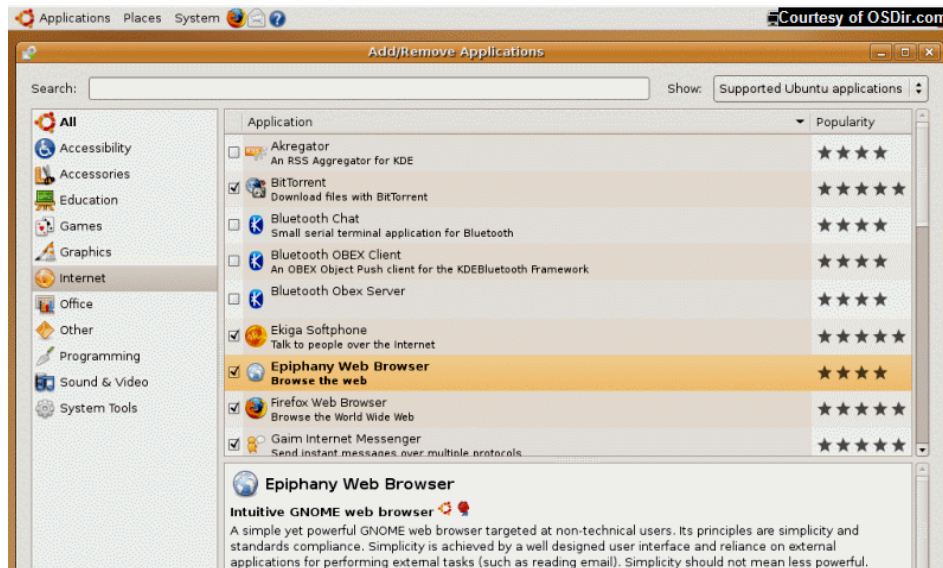 Applications Places System
Courtesy of OSDir.com
Add/Remove Applications
Search:
Show: Supported Ubuntu applications
All
Accessibility
Accessories
Education
Games
Graphics
Internet
Office
Other
Programming
Sound & Video
System Tools
Application Popularity
Akregator
An RSS Aggregator for KDE
BitTorrent
Download files with BitTorrent
Bluetooth Chat
Small serial terminal application for Bluetooth
Bluetooth OBEX Client
An OBEX Object Push client for the KDEBluetooth Framework
Bluetooth Obex Server
Ekiga Softphone
Talk to people over the Internet
Epiphany Web Browser
Browse the web
Firefox Web Browser
Browse the World Wide Web
Gaim Internet Messenger
Send instant messages over multiple protocols
Epiphany Web Browser
Intuitive GNOME web browser
A simple yet powerful GNOME web browser targeted at non-technical users. Its principles are simplicity and
standards compliance. Simplicity is achieved by a well designed user interface and reliance on external
applications for performing external tasks (such as reading email). Simplicity should not mean less powerful.